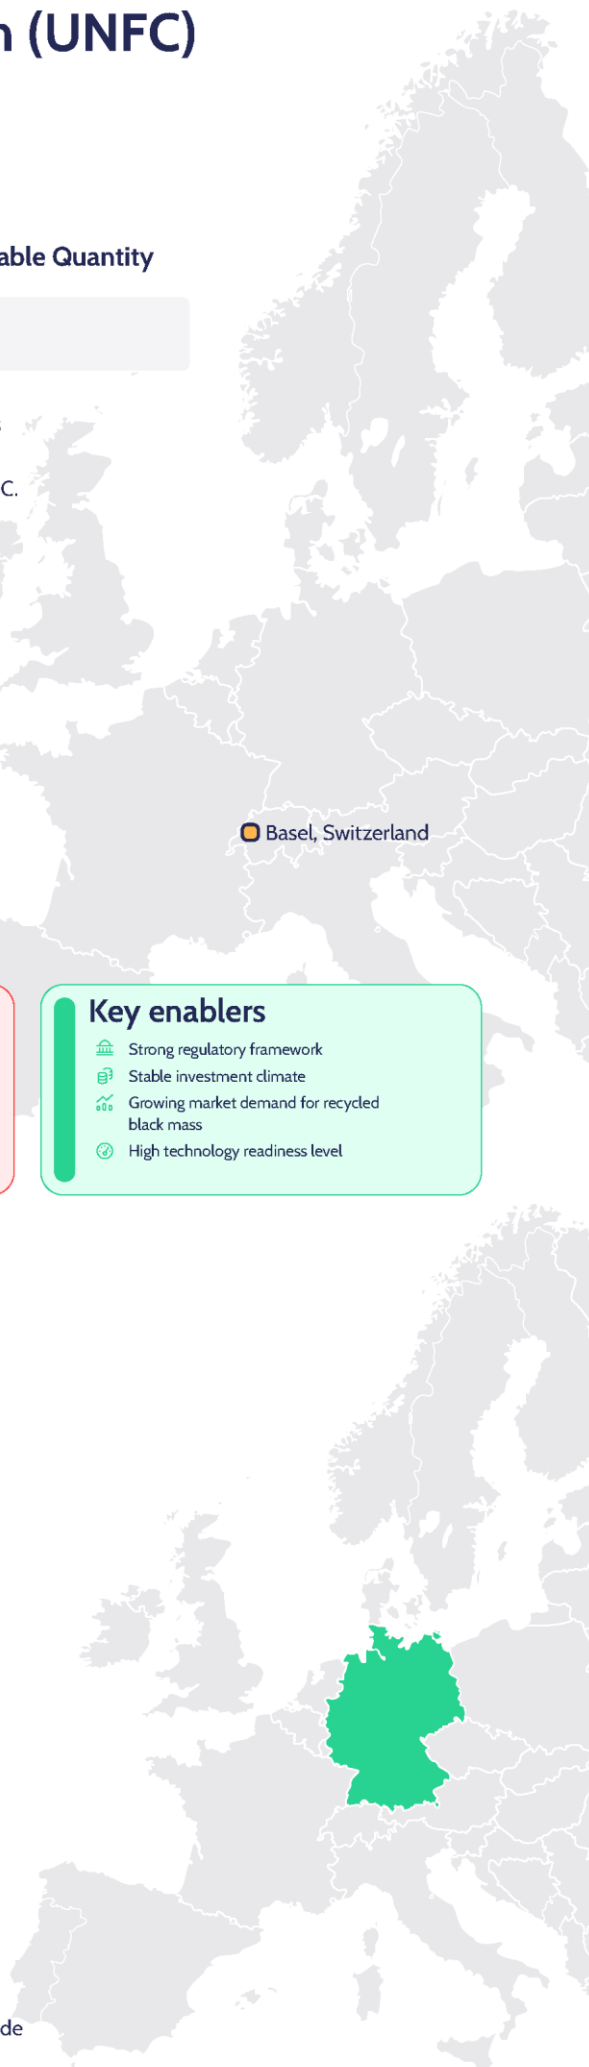 n (UNFC)
able Quantity
s
C.
Basel, Switzerland
Key enablers
Strong regulatory framework
Stable investment climate
Growing market demand for recycled
black mass
High technology readiness level
de